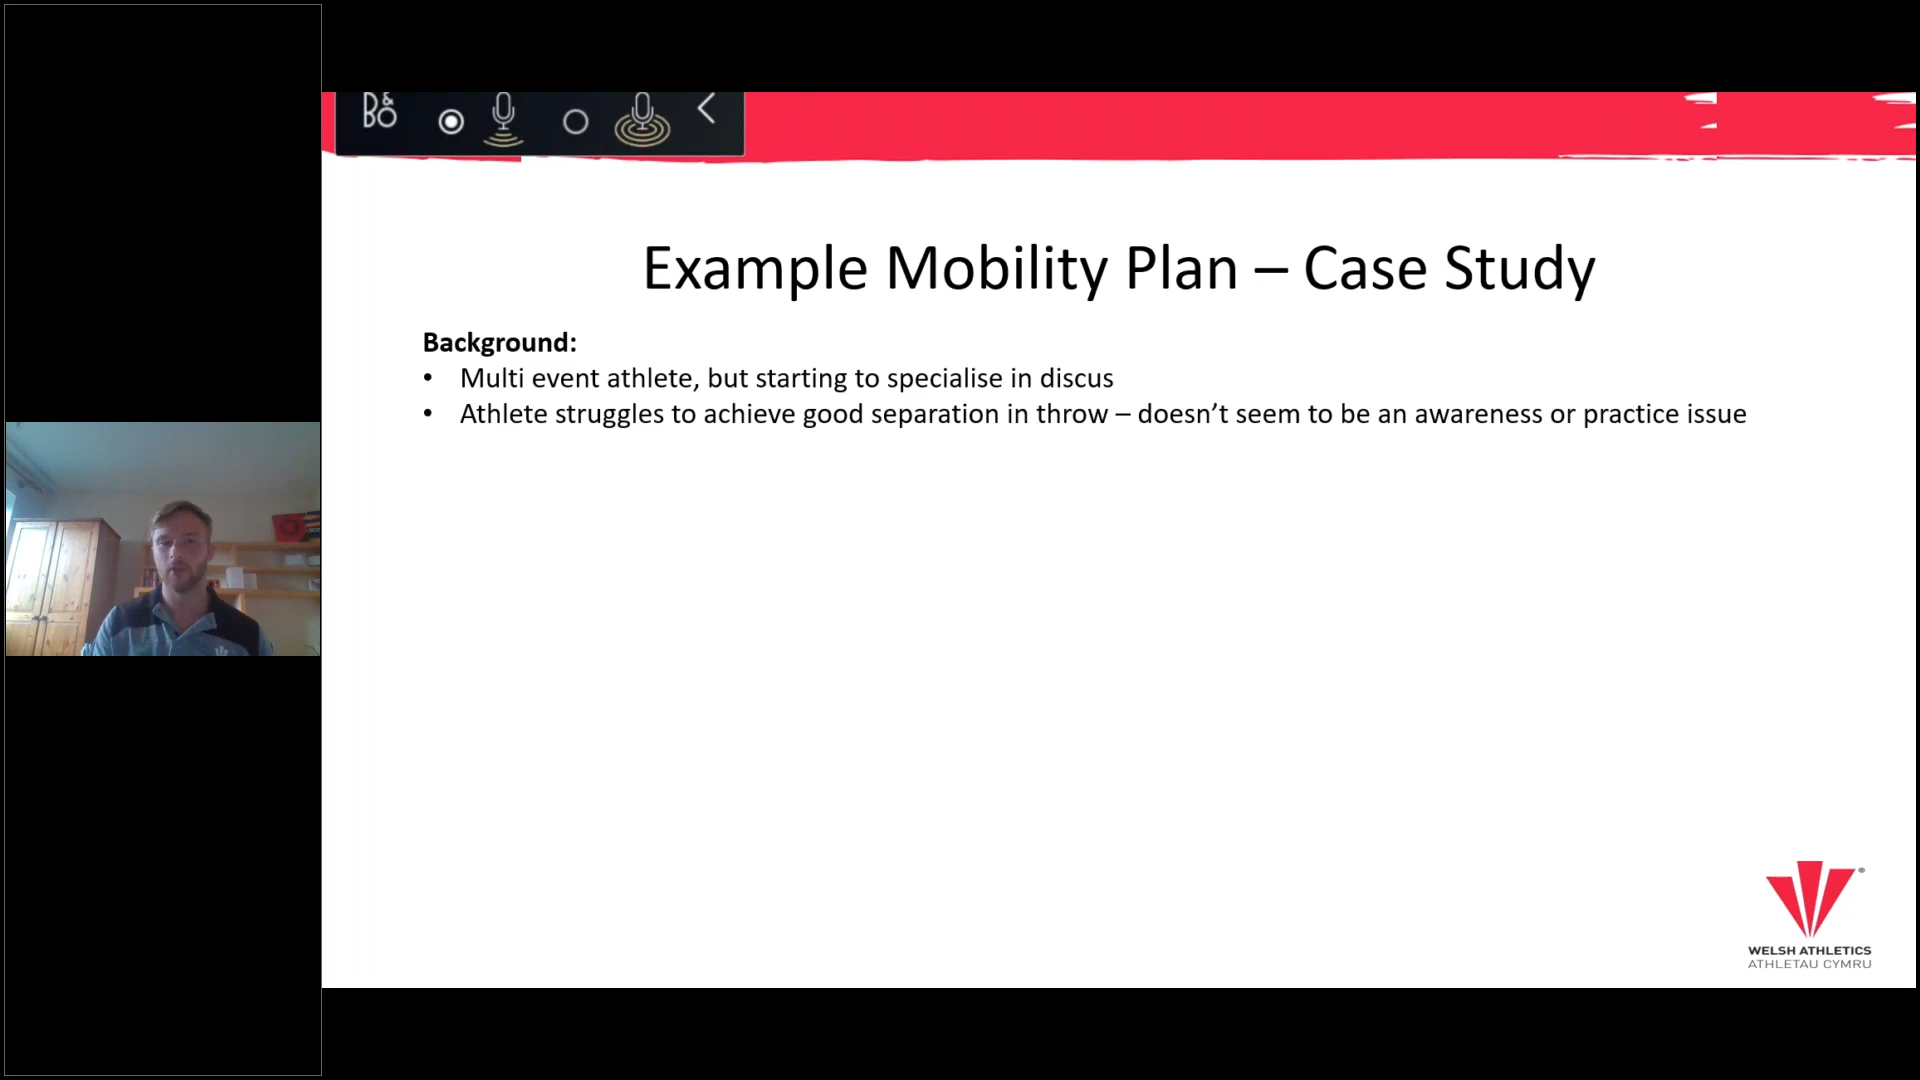 B&O
Example Mobility Plan – Case Study
Background:
• Multi event athlete, but starting to specialise in discus
• Athlete struggles to achieve good separation in throw – doesn’t seem to be an awareness or practice issue
®
WELSH ATHLETICS
ATHLETAU CYMRU